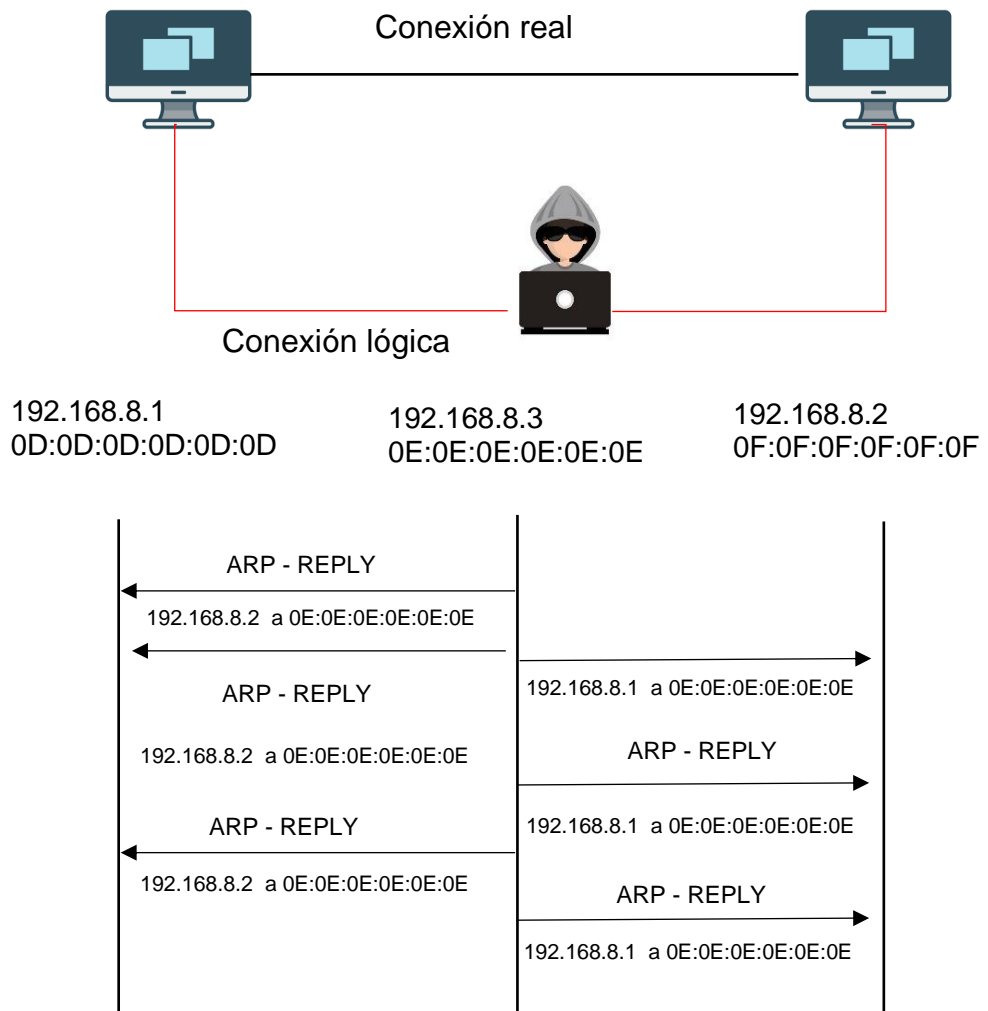 Conexión real
Conexión lógica
192.168.8.1
0D:0D:0D:0D:0D:0D
192.168.8.3
0E:0E:0E:0E:0E:0E
192.168.8.2
0F:0F:0F:0F:0F:0F
ARP - REPLY
192.168.8.2 a 0E:0E:0E:0E:0E:0E
192.168.8.1 a 0E:0E:0E:0E:0E:0E
ARP - REPLY
192.168.8.2 a 0E:0E:0E:0E:0E:0E
ARP - REPLY
192.168.8.1 a 0E:0E:0E:0E:0E:0E
ARP - REPLY
192.168.8.2 a 0E:0E:0E:0E:0E:0E
ARP - REPLY
192.168.8.1 a 0E:0E:0E:0E:0E:0E